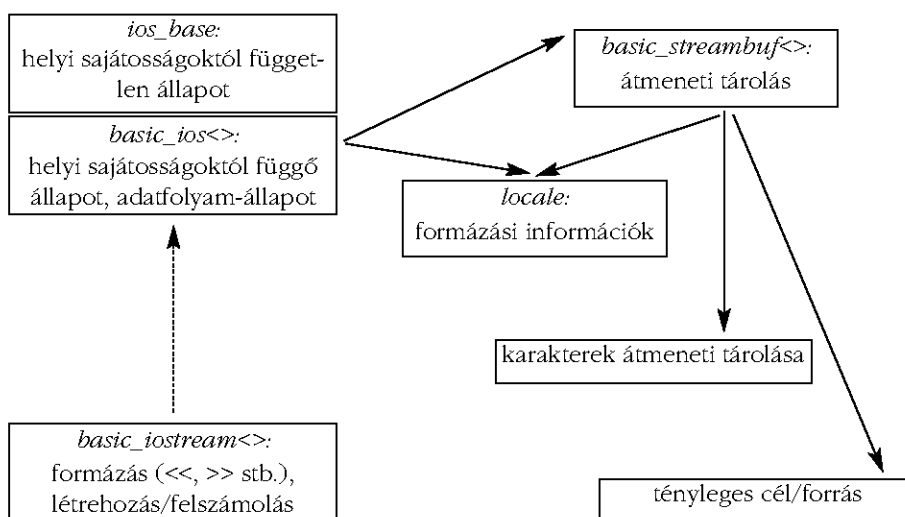 ios_base:
helyi sajátosságoktól függet-
len állapot
basic_ios<>:
helyi sajátosságoktól függő
állapot, adatfolyam-állapot
basic_streambuf<>:
átmeneti tárolás
locale:
formázási információk
karakterek átmeneti tárolása
basic_iostream<>:
formázás (<<, >> stb.),
létrehozás/felszámolás
tényleges cél/forrás